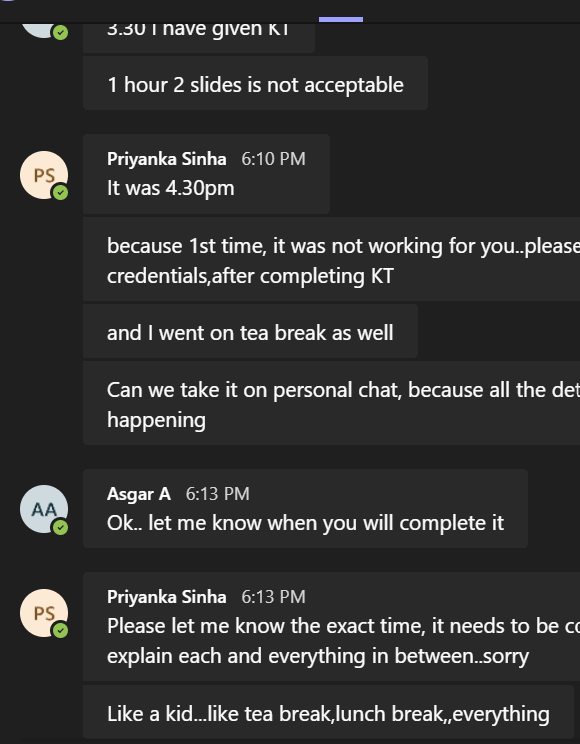 3.30 I have given KT
1 hour 2 slides is not acceptable
PS
Priyanka Sinha 6:10 PM
It was 4.30pm
because 1st time, it was not working for you..please
credentials,after completing KT
and I went on tea break as well
Can we take it on personal chat, because all the
happening
AA
Asgar A 6:13 PM
Ok.. let me know when you will complete it
PS
Priyanka Sinha 6:13 PM
Please let me know the exact time, it needs to be
explain each and everything in between..sorry
Like a kid...like tea break,lunch break,,everything